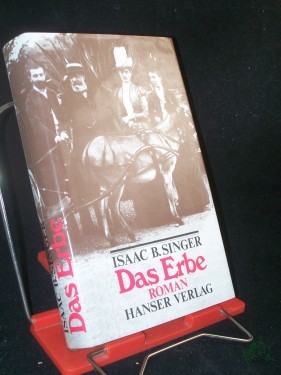 ISAAC B. SINGER
Das Erbe
ROMAN
HANSER VERLAG
Das Erbe